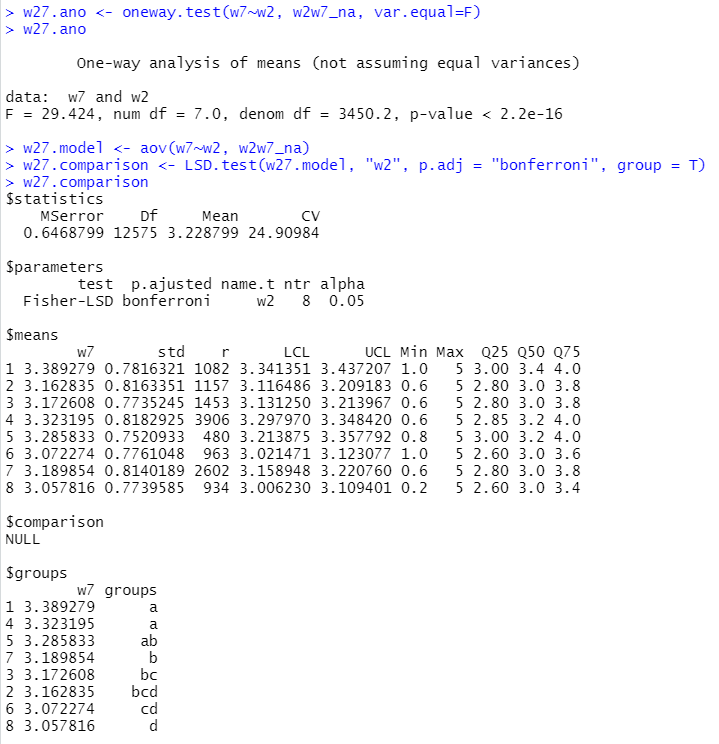 > w27.ano <- oneway.test(w7~w2, w2w7_na, var.equal=F)
> w27.ano
One-way analysis of means (not assuming equal variances)
data:  w7 and w2
F = 29.424, num df = 7.0, denom df = 3450.2, p-value < 2.2e-16
> w27.model <- aov(w7~w2, w2w7_na)
> w27.comparison <- LSD.test(w27.model, "w2", p.adj = "bonferroni", group = T)
> w27.comparison
$statistics
    MSerror    Df     Mean       CV
  0.6468799 12575 3.228799 24.90984
$parameters
        test  p.ajusted name.t ntr alpha
  Fisher-LSD bonferroni     w2   8  0.05
$means
        w7       std    r      LCL      UCL Min Max  Q25 Q50 Q75
1 3.389279 0.7816321 1082 3.341351 3.437207 1.0   5 3.00 3.4 4.0
2 3.162835 0.8163351 1157 3.116486 3.209183 0.6   5 2.80 3.0 3.8
3 3.172608 0.7735245 1453 3.131250 3.213967 0.6   5 2.80 3.0 3.8
4 3.323195 0.8182925 3906 3.297970 3.348420 0.6   5 2.85 3.2 4.0
5 3.285833 0.7520933  480 3.213875 3.357792 0.8   5 3.00 3.2 4.0
6 3.072274 0.7761048  963 3.021471 3.123077 1.0   5 2.60 3.0 3.6
7 3.189854 0.8140189 2602 3.158948 3.220760 0.6   5 2.80 3.0 3.8
8 3.057816 0.7739585  934 3.006230 3.109401 0.2   5 2.60 3.0 3.4
$comparison
NULL
$groups
        w7 groups
1 3.389279      a
4 3.323195      a
5 3.285833     ab
7 3.189854      b
3 3.172608     bc
2 3.162835    bcd
6 3.072274     cd
8 3.057816      d